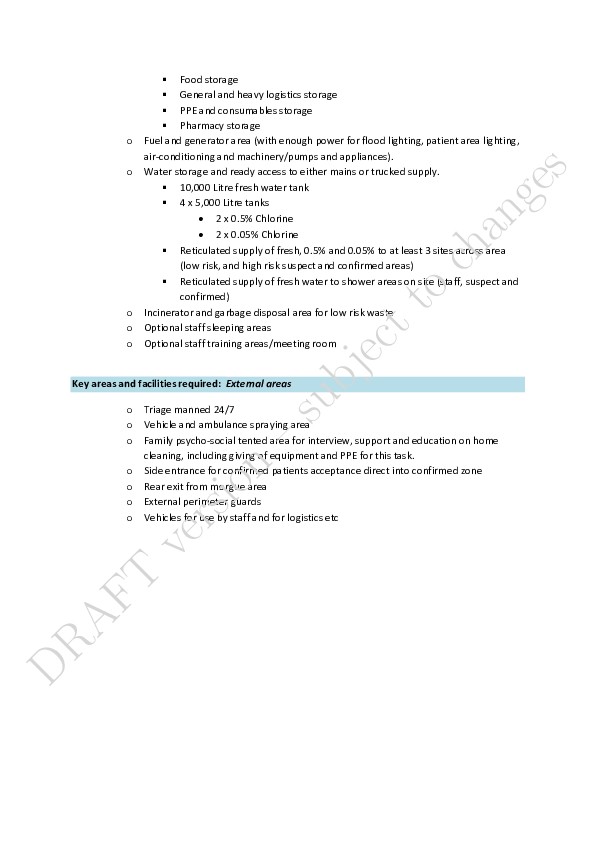 ▪ Food storage
▪ General and heavy logistics storage
▪ PPE and consumables storage
▪ Pharmacy storage
o Fuel and generator area (with enough power for flood lighting, patient area lighting,
air-conditioning and machinery/pumps and appliances).
o Water storage and ready access to either mains or trucked supply.
▪ 10,000 Litre fresh water tank
▪ 4 x 5,000 Litre tanks
• 2 x 0.5% Chlorine
• 2 x 0.05% Chlorine
▪ Reticulated supply of fresh, 0.5% and 0.05% to at least 3 sites across area
(low risk, and high risk suspect and confirmed areas)
▪ Reticulated supply of fresh water to shower areas on site (staff, suspect and
confirmed)
o Incinerator and garbage disposal area for low risk waste
o Optional staff sleeping areas
o Optional staff training areas/meeting room
Key areas and facilities required: External areas
o Triage manned 24/7
o Vehicle and ambulance spraying area
o Family psycho-social tented area for interview, support and education on home
cleaning, including giving of equipment and PPE for this task.
o Side entrance for confirmed patients acceptance direct into confirmed zone
o Rear exit from morgue area
o External perimeter guards
o Vehicles for use by staff and for logistics etc
DRAFT version - subject to changes